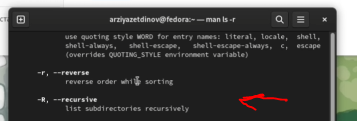 arziyazetdinov@fedora:~ — man ls -r
use quoting style WORD for entry names: literal, locale, shell,
shell-always, shell-escape, shell-escape-always, c, escape
(overrides QUOTING_STYLE environment variable)
-r, --reverse
reverse order while sorting
-R, --recursive
list subdirectories recursively